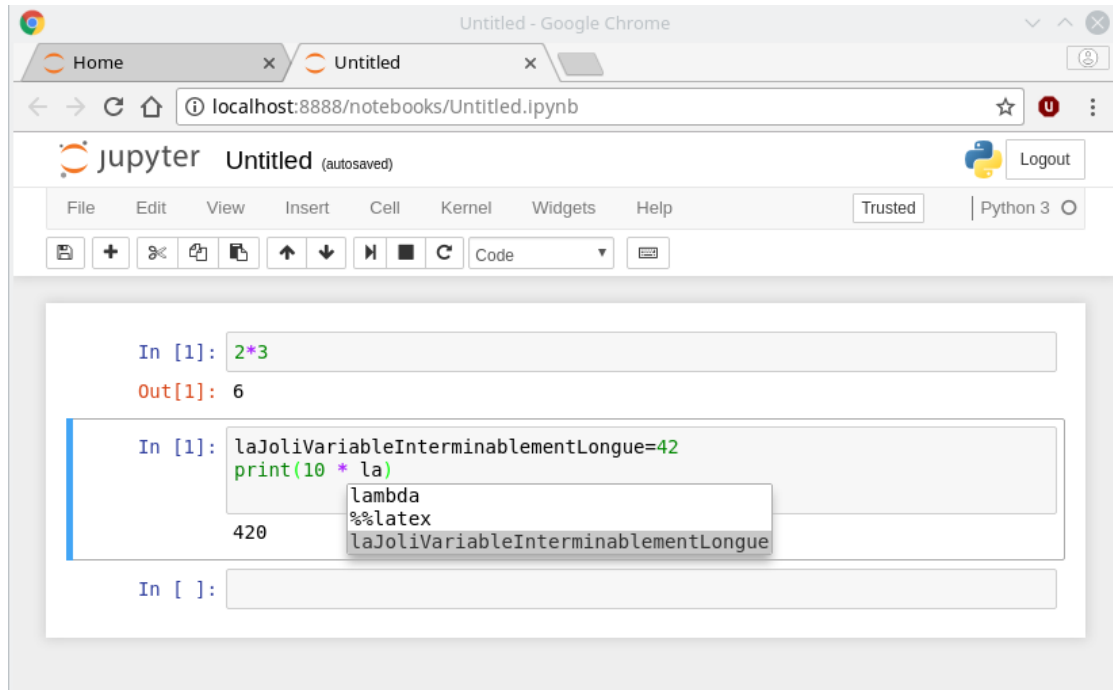 Untitled - Google Chrome
Home
Untitled
localhost:8888/notebooks/Untitled.ipynb
jupyter Untitled (autosaved)
Logout
File Edit View Insert Cell Kernel Widgets Help Trusted Python 3
Code
In [1]: 2*3
Out[1]: 6
In [1]: laJoliVariableInterminablementLongue=42
print(10 * la)
lambda
%%latex
laJoliVariableInterminablementLongue
420
In [ ]: